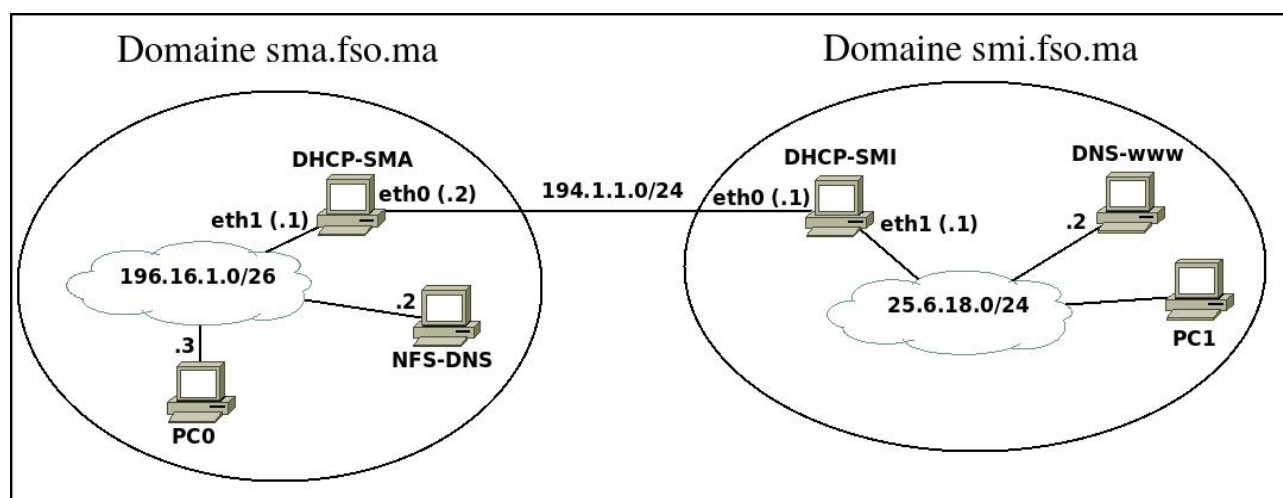 Domaine sma.fso.ma
Domaine smi.fso.ma
DHCP-SMA
eth0 (.2)
eth1 (.1)
194.1.1.0/24
DHCP-SMI
eth0 (.1)
eth1 (.1)
DNS-www
.2
196.16.1.0/26
.2
NFS-DNS
.3
PC0
25.6.18.0/24
PC1